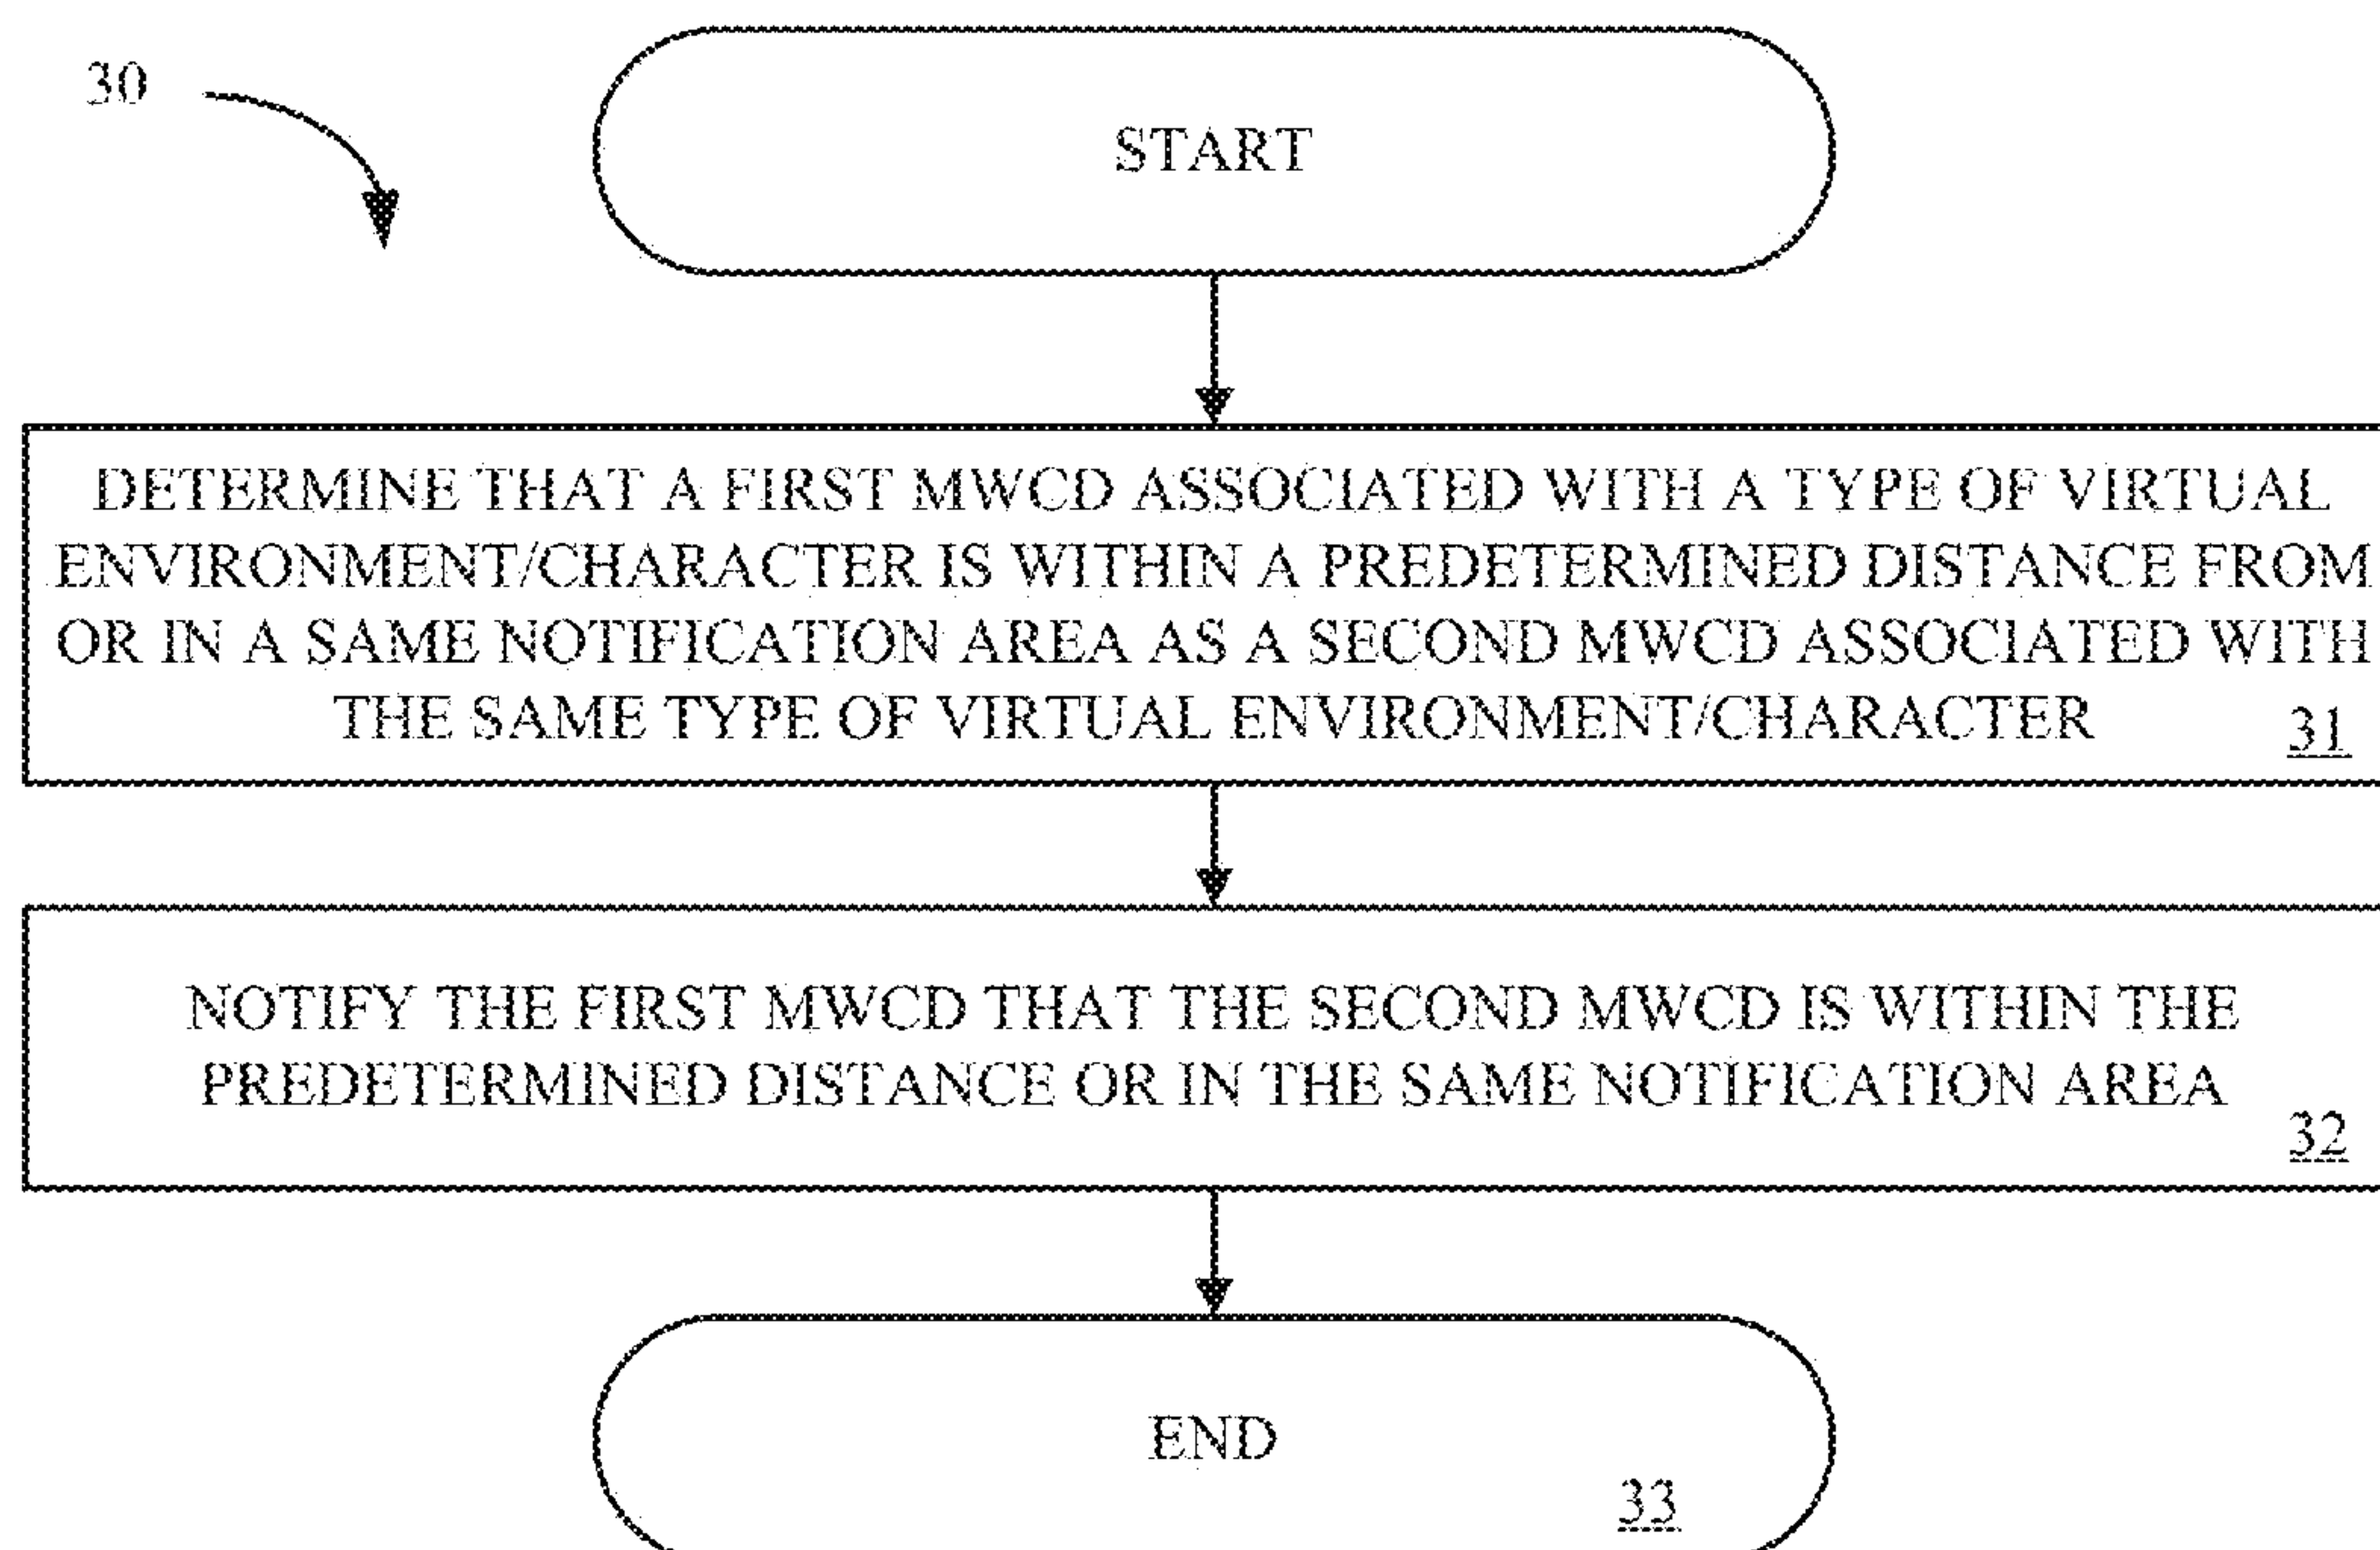 30
START
DETERMINE THAT A FIRST MWCD ASSOCIATED WITH A TYPE OF VIRTUAL
ENVIRONMENT/CHARACTER IS WITHIN A PREDETERMINED DISTANCE FROM
OR IN A SAME NOTIFICATION AREA AS A SECOND MWCD ASSOCIATED WITH
THE SAME TYPE OF VIRTUAL ENVIRONMENT/CHARACTER
31
NOTIFY THE FIRST MWCD THAT THE SECOND MWCD IS WITHIN THE
PREDETERMINED DISTANCE OR IN THE SAME NOTIFICATION AREA
32
END
33